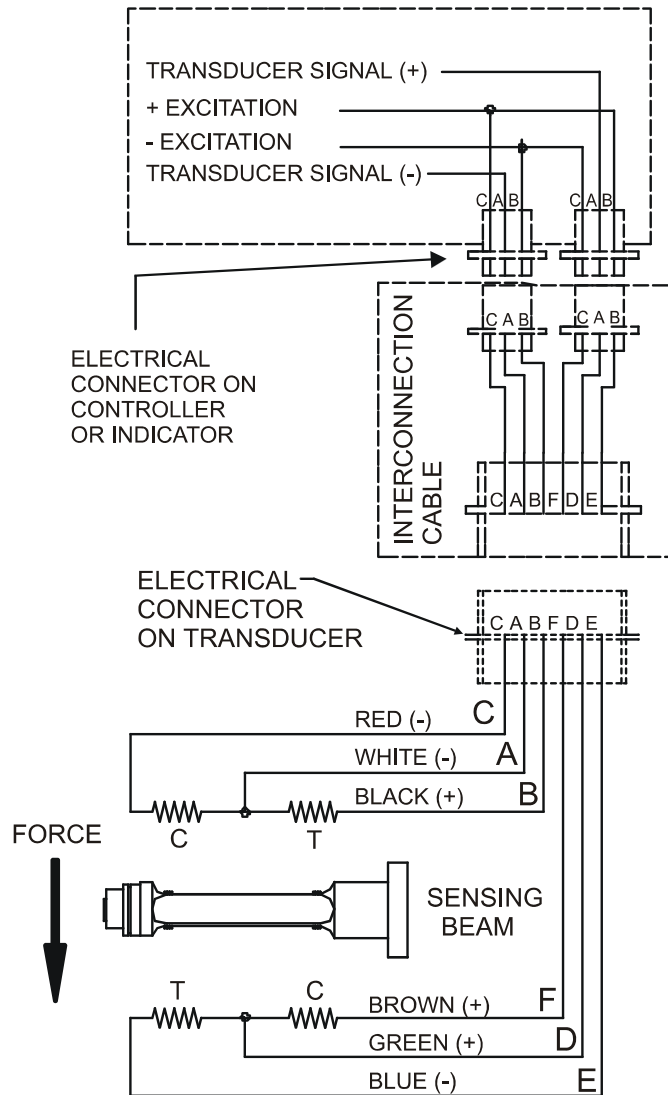 TRANSDUCER SIGNAL (+)
+ EXCITATION
- EXCITATION
TRANSDUCER SIGNAL (-)
C A B
C A B
ELECTRICAL
CONNECTOR ON
CONTROLLER
OR INDICATOR
INTERCONNECTION
CABLE
C A B
C A B
C A B F D E
ELECTRICAL
CONNECTOR
ON TRANSDUCER
C A B F D E
RED (-)
C
WHITE (-)
A
BLACK (+)
B
C
T
FORCE
SENSING
BEAM
T
C
BROWN (+)
F
GREEN (+)
D
BLUE (-)
E